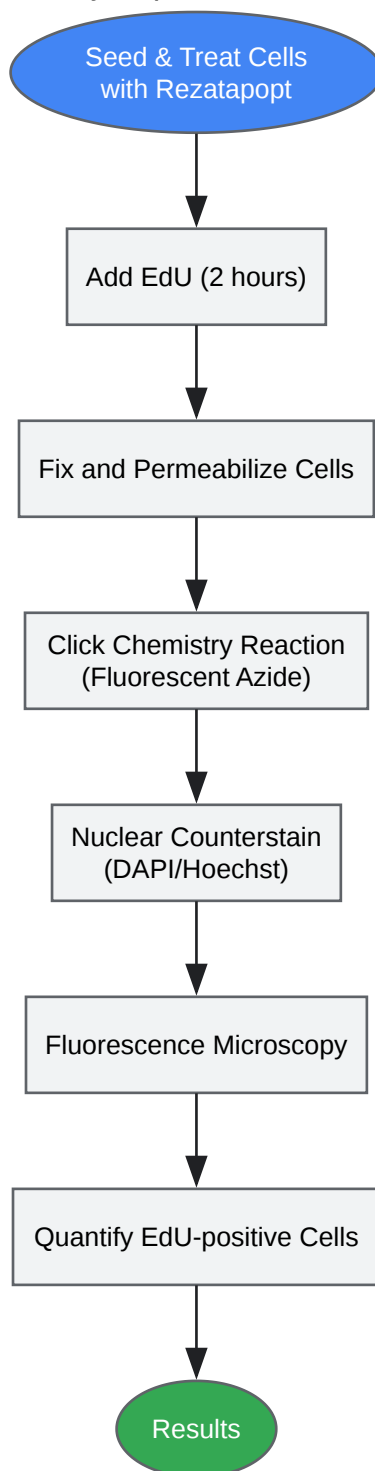 Seed & Treat Cells
with Rezatapopt
Add EdU (2 hours)
Fix and Permeabilize Cells
Click Chemistry Reaction
(Fluorescent Azide)
Nuclear Counterstain
(DAPI/Hoechst)
Fluorescence Microscopy
Quantify EdU-positive Cells
Results